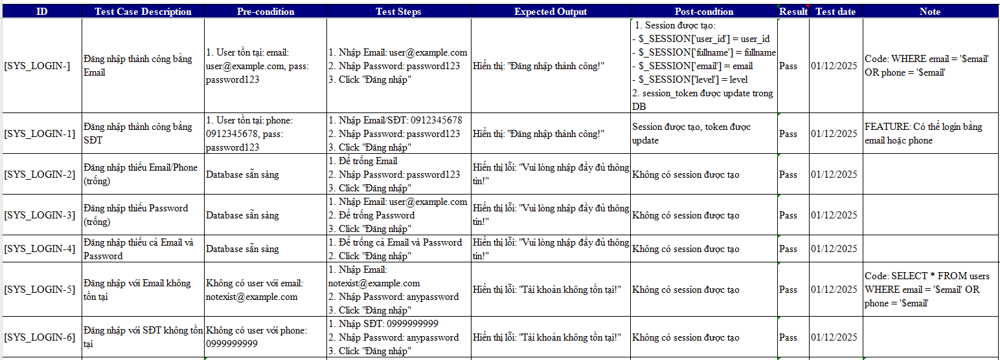 ID Test Case Description Pre-condition Test Steps Expected Output Post-condtion Result Test date Note
[SYS_LOGIN-]
Đăng nhập thành công bằng
Email
1. User tồn tại: email:
user@example.com, pass:
password123
1. Nhập Email: user@example.com
2. Nhập Password: password123
3. Click "Đăng nhập"
Hiển thị: "Đăng nhập thành công!"
1. Session được tạo:
- $_SESSION['user_id'] = user_id
- $_SESSION['fullname'] = fullname
- $_SESSION['email'] = email
- $_SESSION['level'] = level
2. session_token được update trong
DB
Pass
01/12/2025
Code: WHERE email = '$email'
OR phone = '$email'
[SYS_LOGIN-1]
Đăng nhập thành công bằng
SĐT
1. User tồn tại: phone:
0912345678, pass:
password123
1. Nhập Email/SĐT: 0912345678
2. Nhập Password: password123
3. Click "Đăng nhập"
Hiển thị: "Đăng nhập thành công!"
Session được tạo, token được
update
Pass
01/12/2025
FEATURE: Có thể login bằng
email hoặc phone
[SYS_LOGIN-2]
Đăng nhập thiếu Email/Phone
(trống)
Database sẵn sàng
1. Để trống Email
2. Nhập Password: password123
3. Click "Đăng nhập"
Hiển thị lỗi: "Vui lòng nhập đầy đủ thông
tin!"
Không có session được tạo
Pass
01/12/2025
[SYS_LOGIN-3]
Đăng nhập thiếu Password
(trống)
Database sẵn sàng
1. Nhập Email: user@example.com
2. Để trống Password
3. Click "Đăng nhập"
Hiển thị lỗi: "Vui lòng nhập đầy đủ thông
tin!"
Không có session được tạo
Pass
01/12/2025
[SYS_LOGIN-4]
Đăng nhập thiếu cả Email và
Password
Database sẵn sàng
1. Để trống cả Email và Password
2. Click "Đăng nhập"
Hiển thị lỗi: "Vui lòng nhập đầy đủ thông
tin!"
Không có session được tạo
Pass
01/12/2025
[SYS_LOGIN-5]
Đăng nhập với Email không
tồn tại
Không có user với email:
notexist@example.com
1. Nhập Email:
notexist@example.com
2. Nhập Password: anypassword
3. Click "Đăng nhập"
Hiển thị lỗi: "Tài khoản không tồn tại!"
Không có session được tạo
Pass
01/12/2025
Code: SELECT * FROM users
WHERE email = '$email' OR
phone = '$email'
[SYS_LOGIN-6]
Đăng nhập với SĐT không tồn
tại
Không có user với phone:
0999999999
1. Nhập SĐT: 0999999999
2. Nhập Password: anypassword
3. Click "Đăng nhập"
Hiển thị lỗi: "Tài khoản không tồn tại!"
Không có session được tạo
Pass
01/12/2025